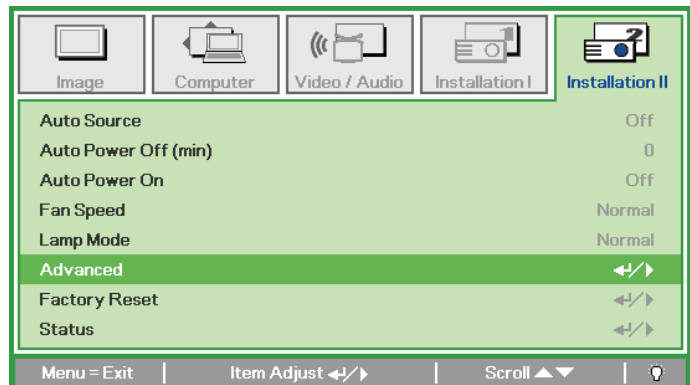 Image Computer Video / Audio Installation I Installation II
Auto Source Off
Auto Power Off (min) 0
Auto Power On Off
Fan Speed Normal
Lamp Mode Normal
Advanced ↵/▶
Factory Reset ↵/▶
Status ↵/▶
Menu = Exit | Item Adjust ↵/▶ | Scroll ▲▼ |